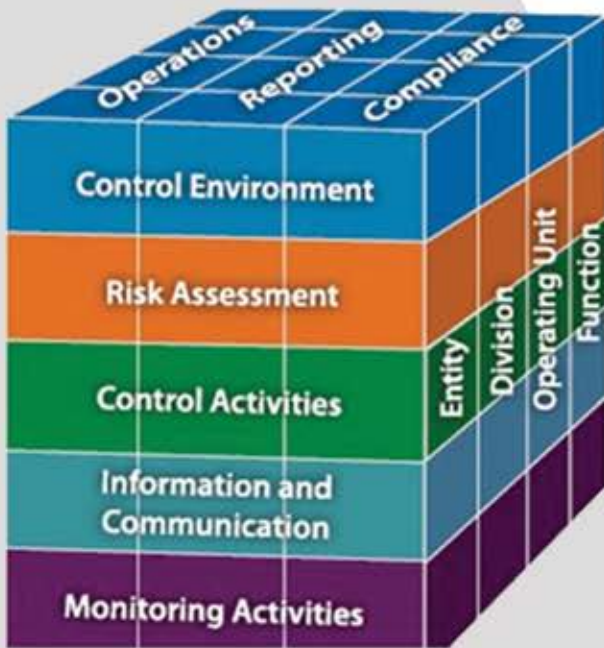 Operations
Reporting
Compliance
Control Environment
Risk Assessment
Control Activities
Information and
Communication
Monitoring Activities
Entity
Division
Operating Unit
Function